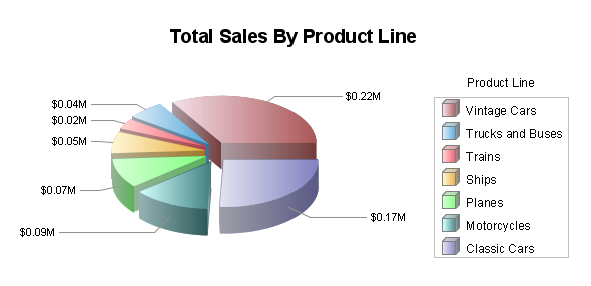 Total Sales By Product Line
$0.22M
$0.04M
$0.02M
$0.05M
$0.07M
$0.09M
$0.17M
Product Line
Vintage Cars
Trucks and Buses
Trains
Ships
Planes
Motorcycles
Classic Cars